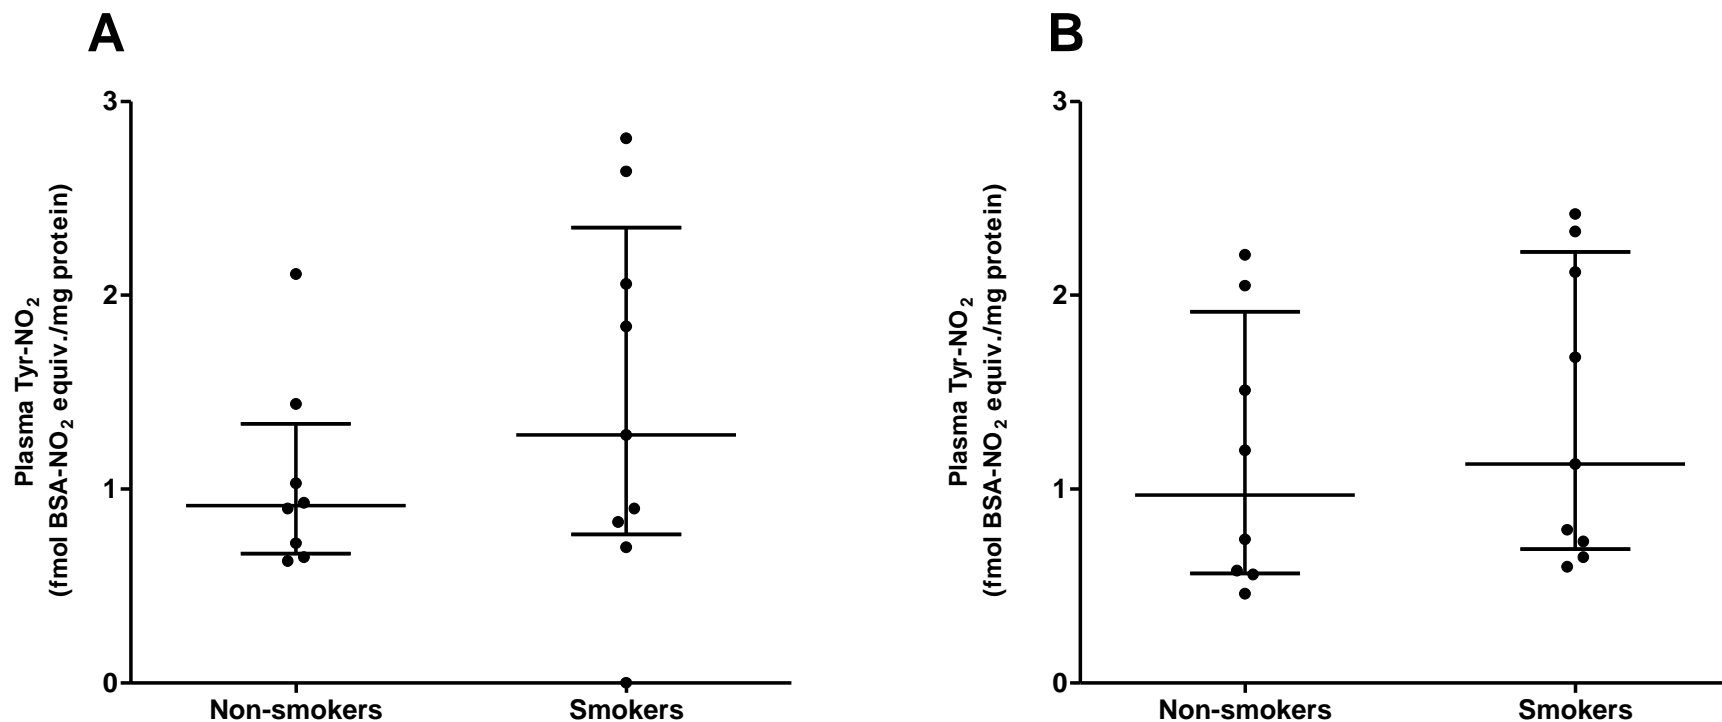 A
Plasma Tyr-NO2
(fmol BSA-NO2 equiv./mg protein)
3
2
1
0
Non-smokers Smokers
B
Plasma Tyr-NO2
(fmol BSA-NO2 equiv./mg protein)
3
2
1
0
Non-smokers Smokers